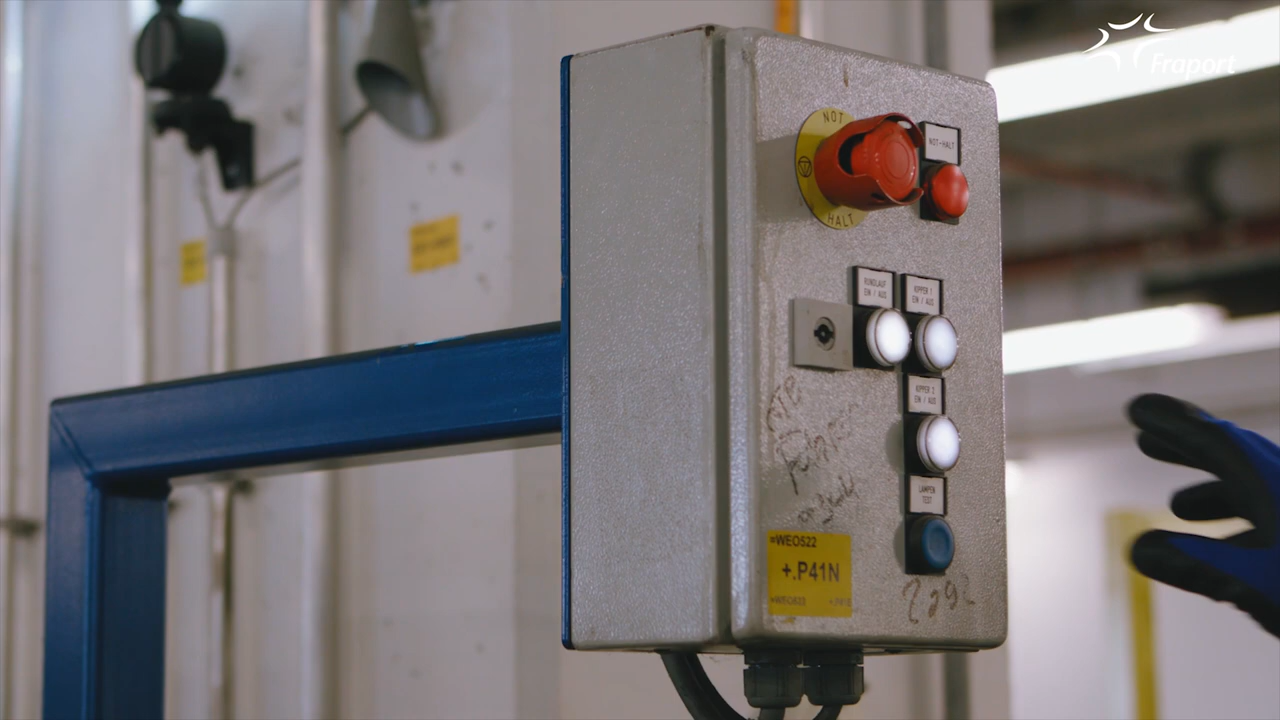 Fraport
NOT
HALT
NOT-HALT
RUNDLAUF
EIN / AUS
KIPPER 1
EIN / AUS
KIPPER 2
EIN / AUS
LAMPEN
TEST
=WEO522
+.P41N